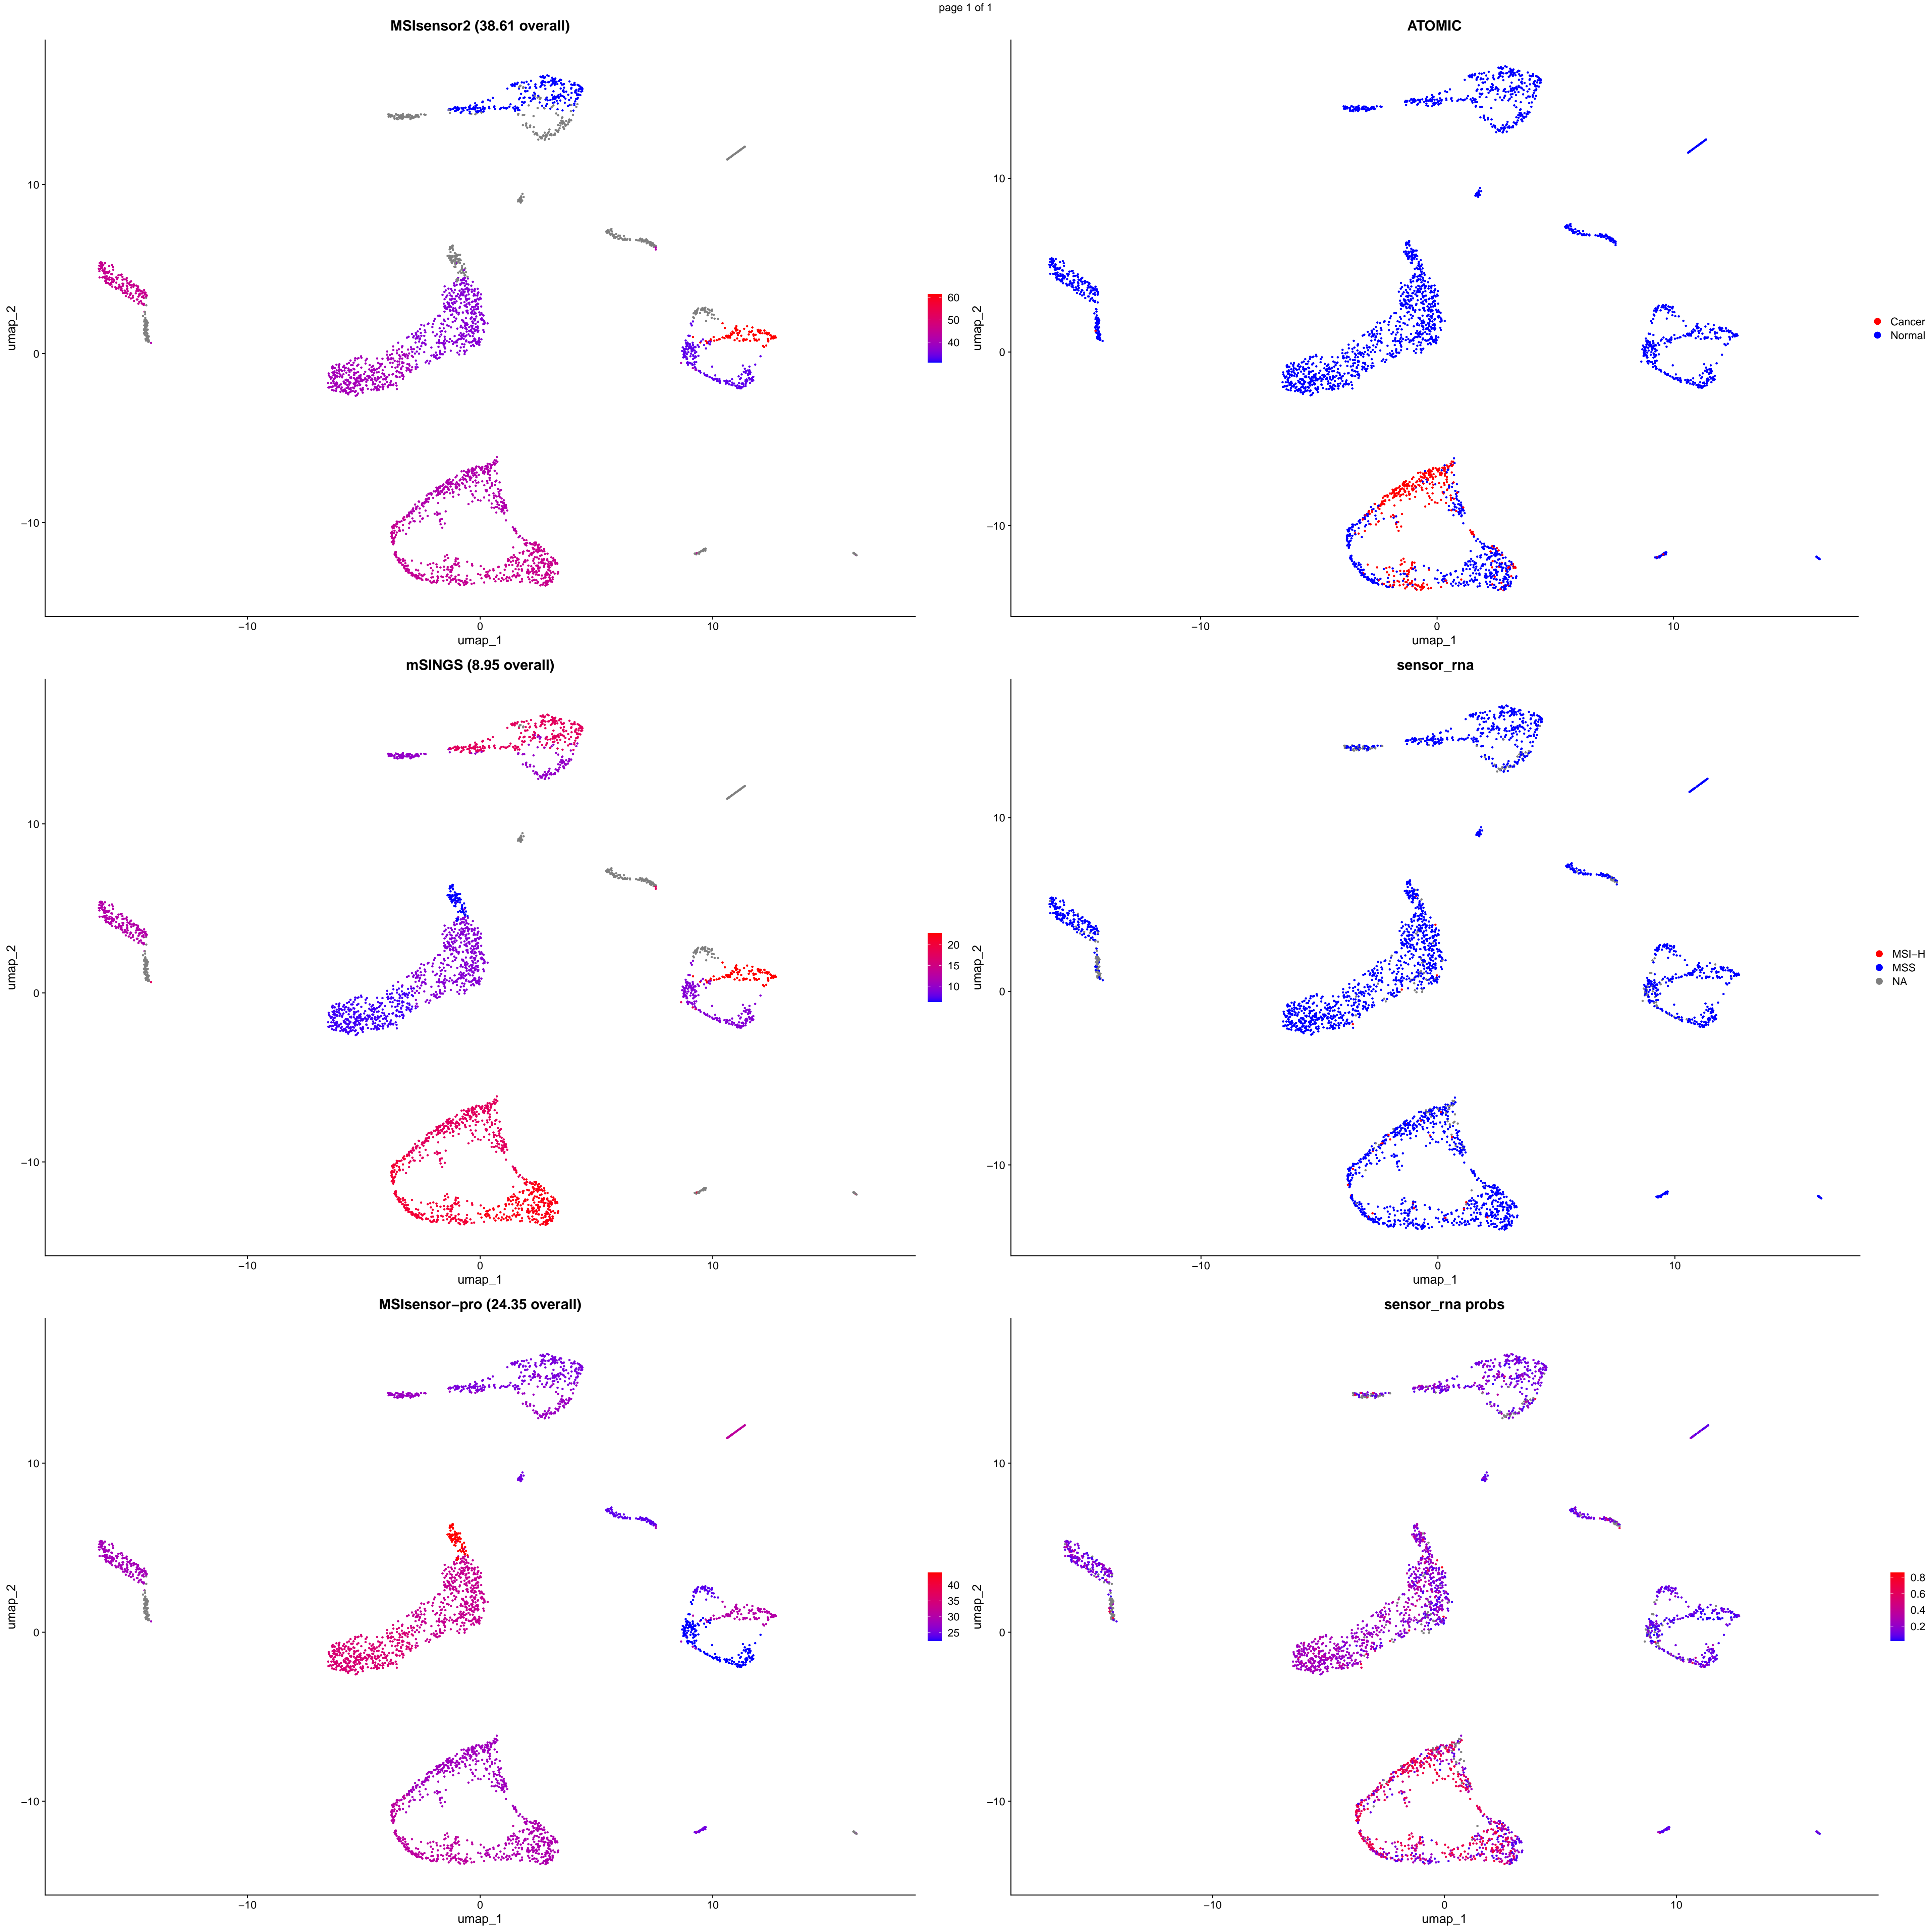 page 1 of 1
MSIsensor2 (38.61 overall)
umap_2
10
0
−10
−10
0
10
umap_1
60
50
40
ATOMIC
umap_2
10
0
−10
−10
0
10
umap_1
Cancer
Normal
mSINGS (8.95 overall)
umap_2
10
0
−10
−10
0
10
umap_1
20
15
10
sensor_rna
umap_2
10
0
−10
−10
0
10
umap_1
MSI−H
MSS
NA
MSIsensor−pro (24.35 overall)
umap_2
10
0
−10
−10
0
10
umap_1
40
35
30
25
sensor_rna probs
umap_2
10
0
−10
−10
0
10
umap_1
0.8
0.6
0.4
0.2